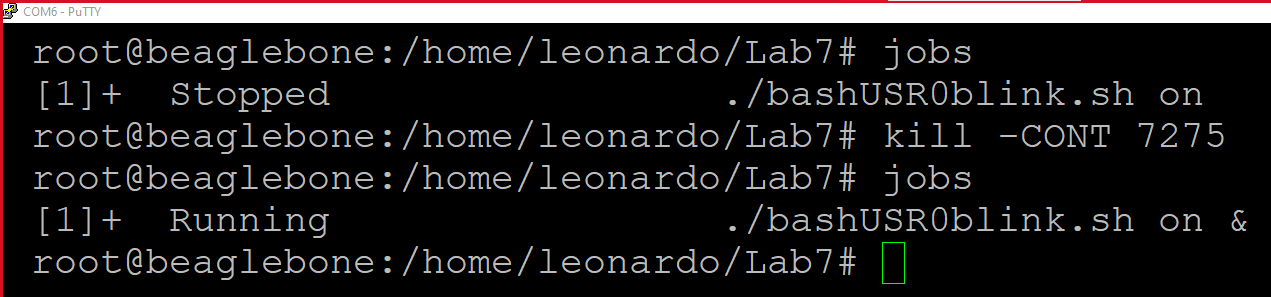 COM6 - PuTTY
root@beaglebone:/home/leonardo/Lab7# jobs
[1]+  Stopped                 ./bashUSR0blink.sh on
root@beaglebone:/home/leonardo/Lab7# kill -CONT 7275
root@beaglebone:/home/leonardo/Lab7# jobs
[1]+  Running                 ./bashUSR0blink.sh on &
root@beaglebone:/home/leonardo/Lab7#